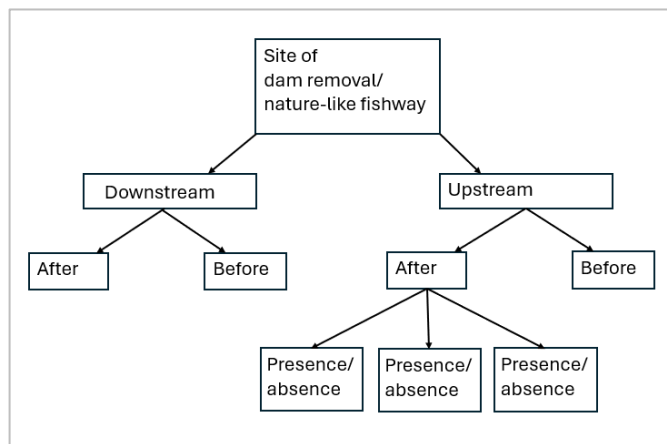 Site of
dam removal/
nature-like fishway
Downstream
Upstream
After
Before
After
Before
Presence/
absence
Presence/
absence
Presence/
absence